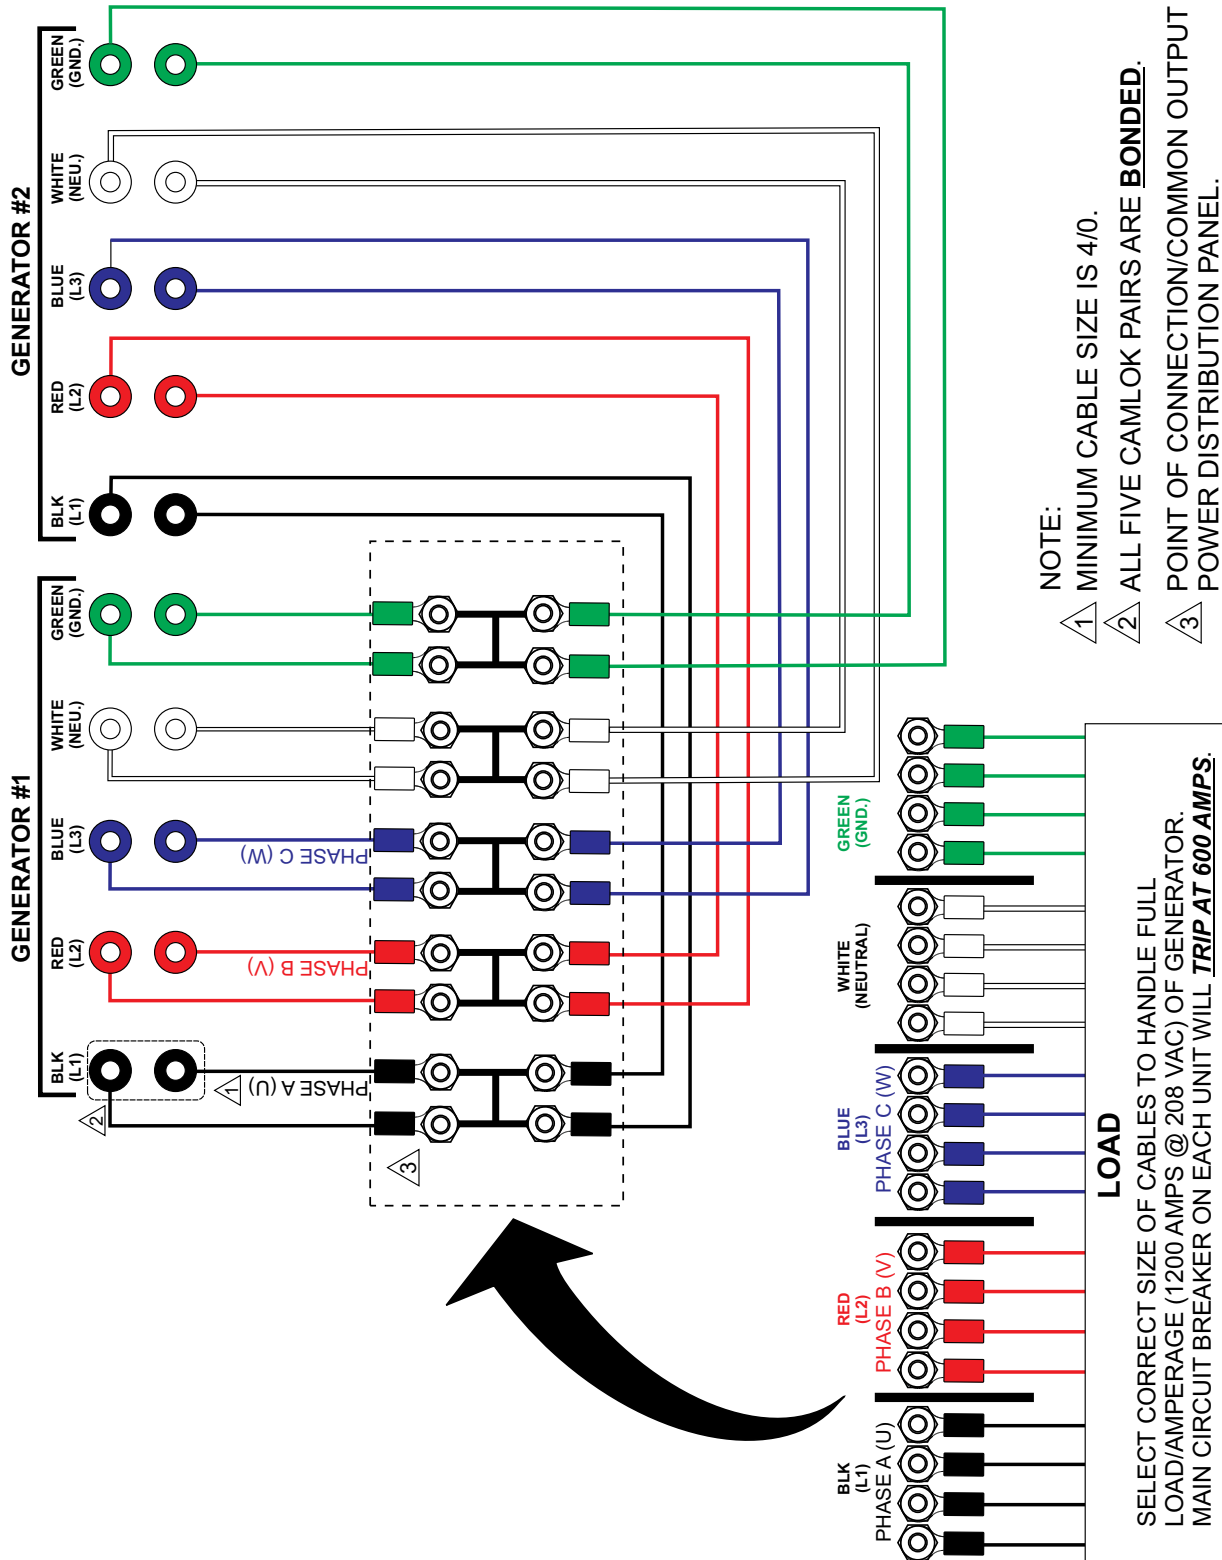 GENERATOR #1
GENERATOR #2
BLK
(L1)
RED
(L2)
BLUE
(L3)
WHITE
(NEU.)
GREEN
(GND.)
BLK
(L1)
RED
(L2)
BLUE
(L3)
WHITE
(NEU.)
GREEN
(GND.)
2
1
PHASE A (U)
PHASE B (V)
PHASE C (W)
3
BLK
(L1)
PHASE A (U)
RED
(L2)
PHASE B (V)
BLUE
(L3)
PHASE C (W)
WHITE
(NEUTRAL)
GREEN
(GND.)
LOAD
SELECT CORRECT SIZE OF CABLES TO HANDLE FULL
LOAD/AMPERAGE (1200 AMPS @ 208 VAC) OF GENERATOR.
MAIN CIRCUIT BREAKER ON EACH UNIT WILL TRIP AT 600 AMPS.
NOTE:
1 MINIMUM CABLE SIZE IS 4/0.
2 ALL FIVE CAMLOK PAIRS ARE BONDED.
3 POINT OF CONNECTION/COMMON OUTPUT
POWER DISTRIBUTION PANEL.